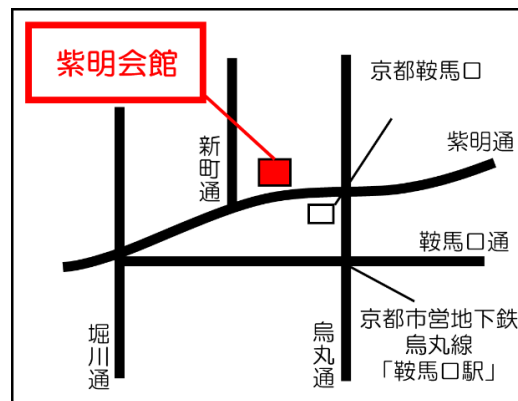 紫明会館
京都鞍馬口
新町通
紫明通
鞍馬口通
堀川通
烏丸通
京都市営地下鉄
烏丸線
「鞍馬口駅」